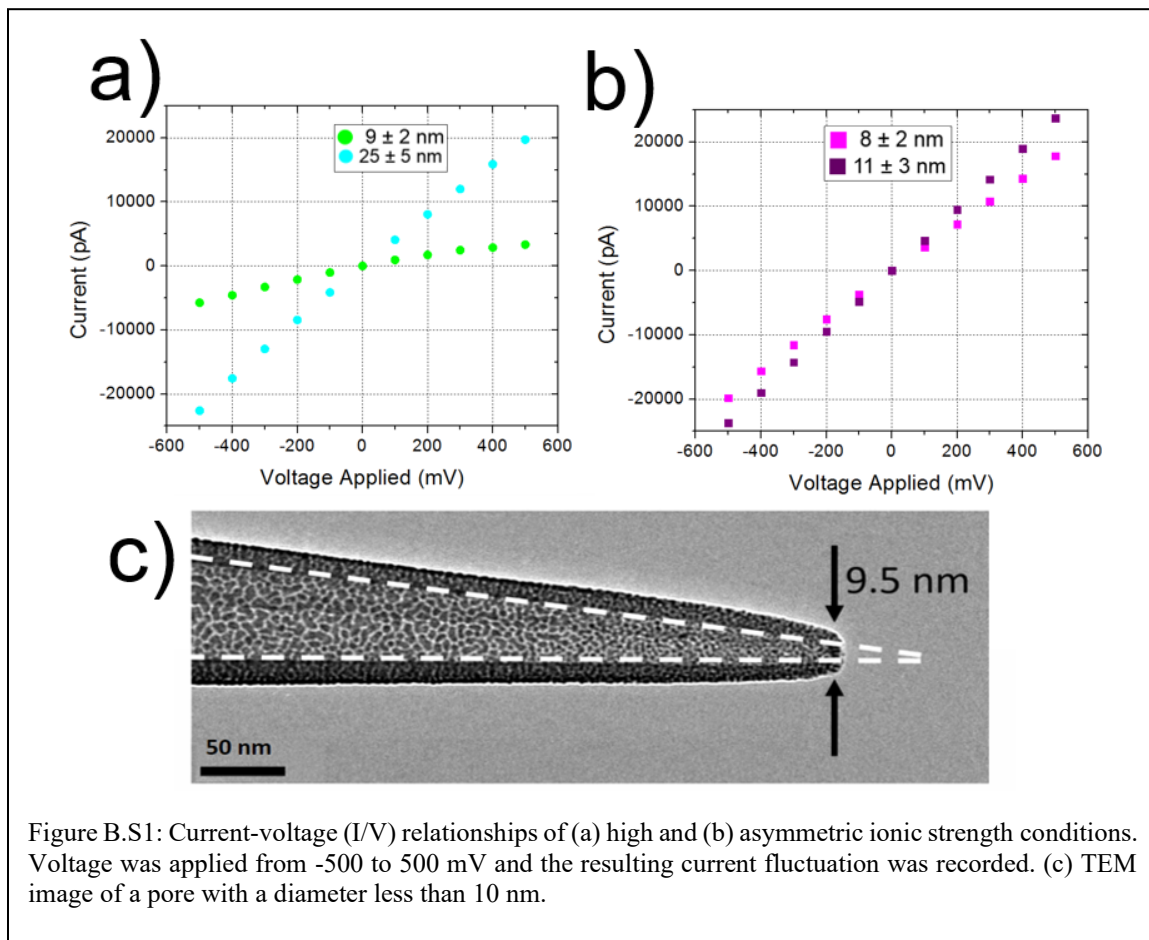 a)
9 ± 2 nm
25 ± 5 nm
20000
10000
0
-10000
-20000
Current (pA)
-600 -400 -200 0 200 400 600
Voltage Applied (mV)
b)
8 ± 2 nm
11 ± 3 nm
20000
10000
0
-10000
-20000
Current (pA)
-600 -400 -200 0 200 400 600
Voltage Applied (mV)
c)
9.5 nm
50 nm
Figure B.S1: Current-voltage (I/V) relationships of (a) high and (b) asymmetric ionic strength conditions.
Voltage was applied from -500 to 500 mV and the resulting current fluctuation was recorded. (c) TEM
image of a pore with a diameter less than 10 nm.